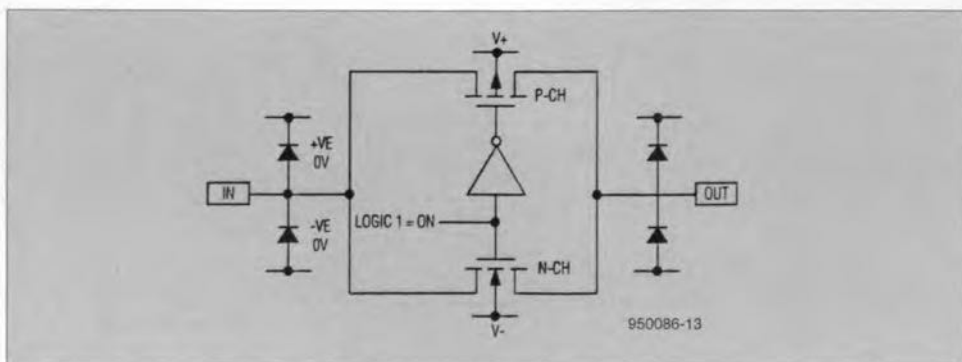 V+
P-CH
+VE
0V
IN
OUT
-VE
0V
LOGIC 1 = ON
N-CH
V-
950086-13